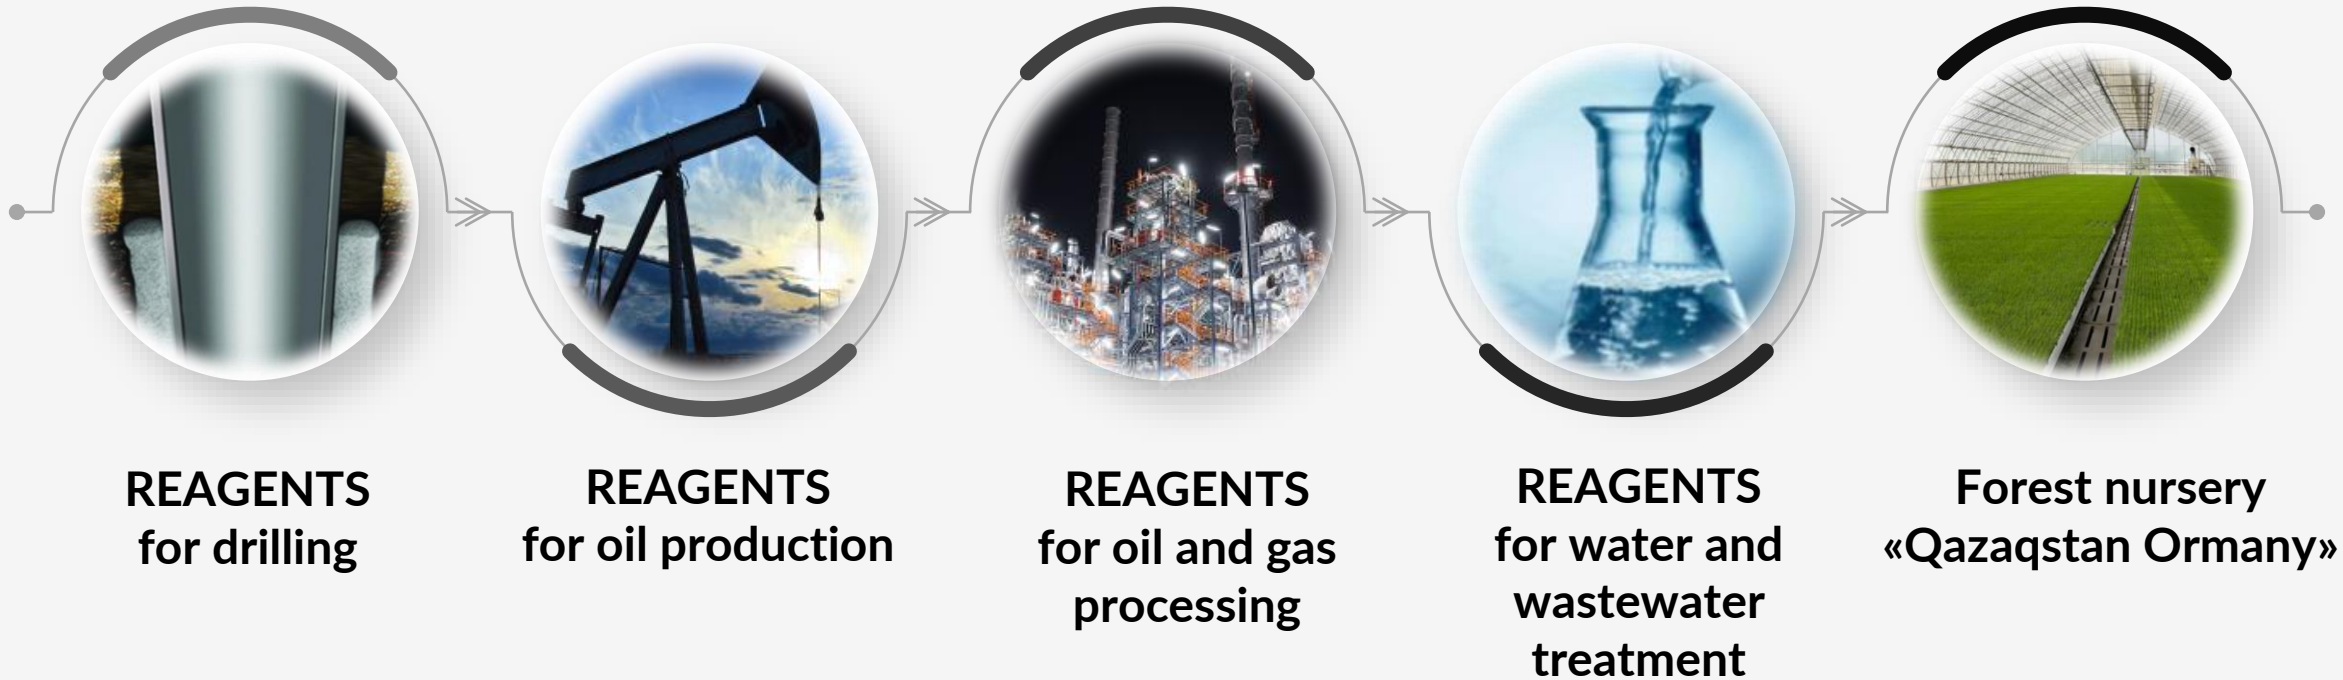 REAGENTS
for drilling
REAGENTS
for oil production
REAGENTS
for oil and gas
processing
REAGENTS
for water and
wastewater
treatment
Forest nursery
«Qazaqstan Ormany»